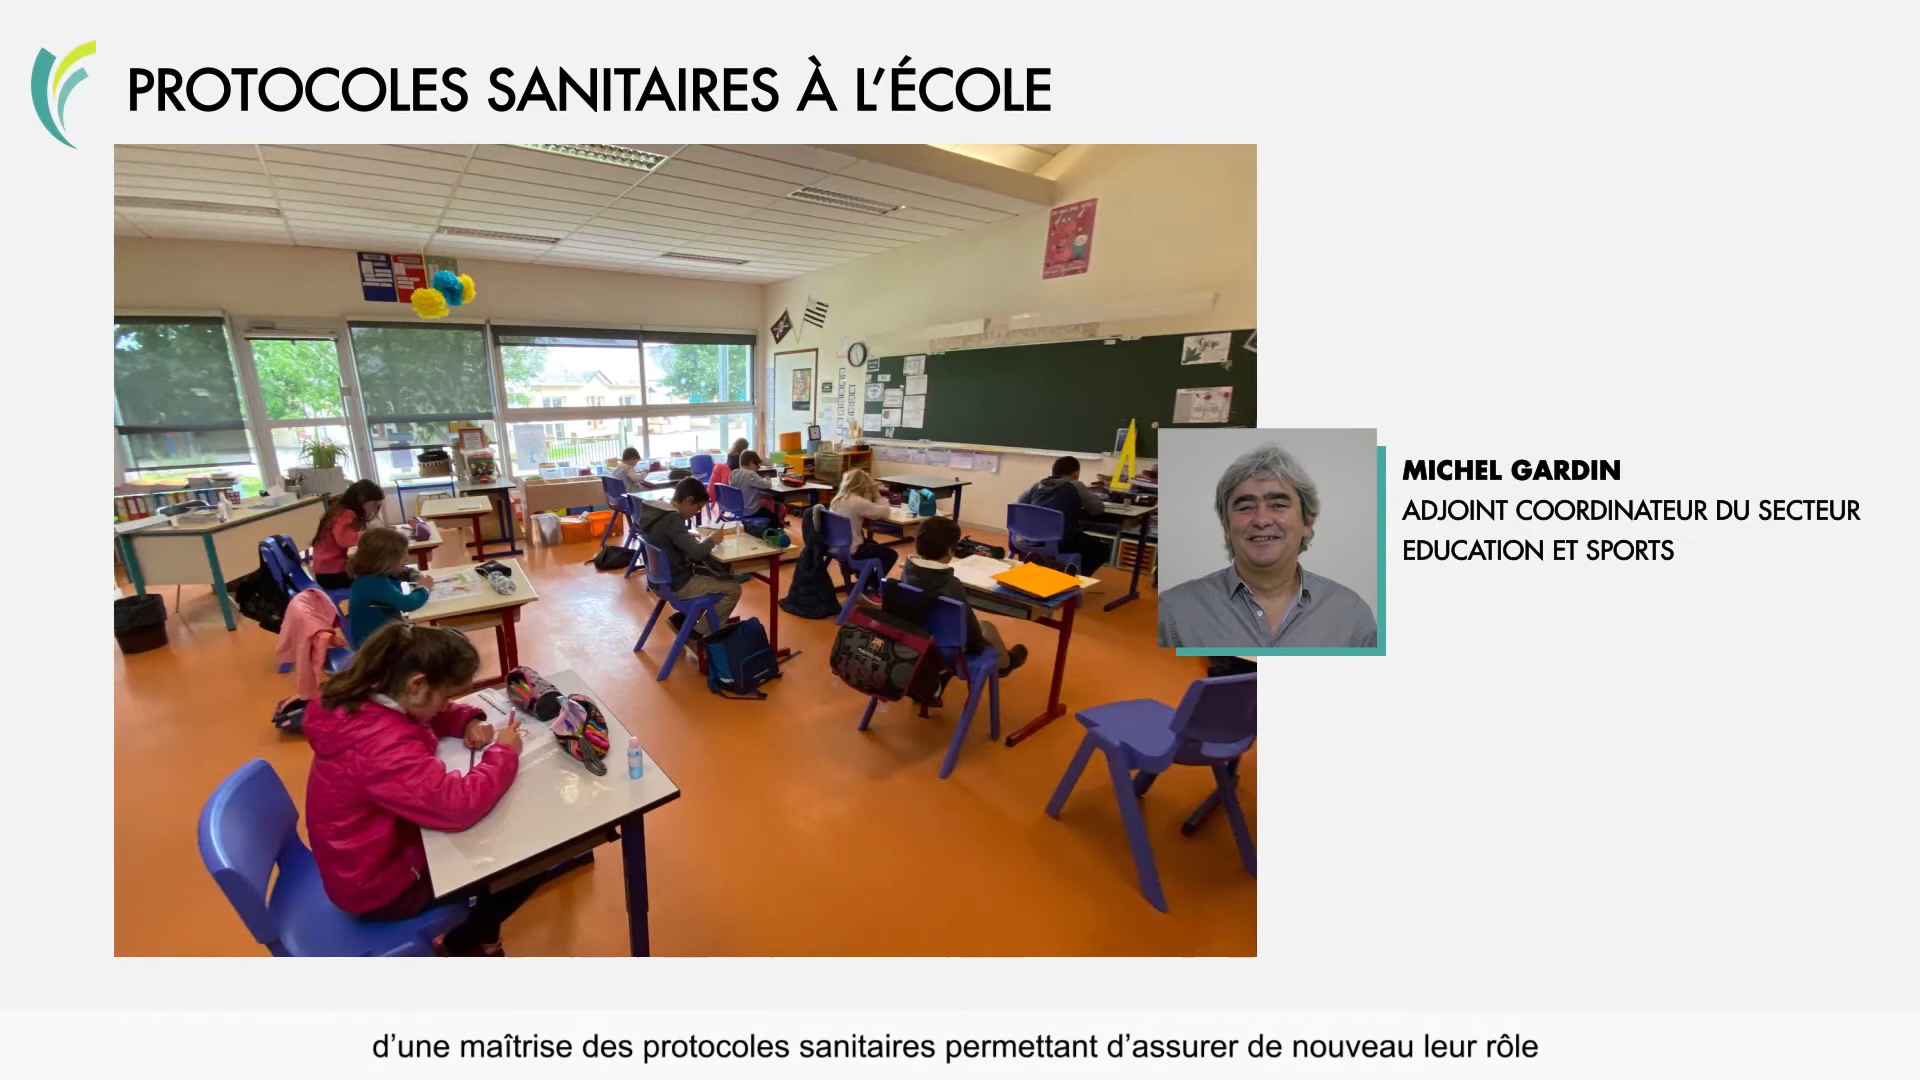 PROTOCOLES SANITAIRES À L’ÉCOLE
MICHEL GARDIN
ADJOINT COORDINATEUR DU SECTEUR
EDUCATION ET SPORTS
d’une maîtrise des protocoles sanitaires permettant d’assurer de nouveau leur rôle